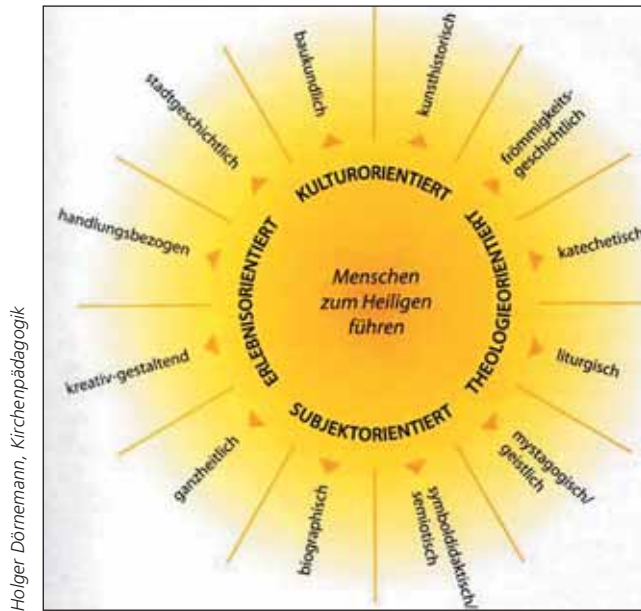 Holger Dörnemann, Kirchenpädagogik
kunsthistorisch
frömmigkeits-
geschichtlich
katechetisch
liturgisch
mystagogisch/
geistlich
symboldidaktisch/
semiotisch
biographisch
ganzheitlich
kreativ-gestaltend
handlungsbezogen
stadtgeschichtlich
baukundlich
KULTURORIENTIERT
THEOLOGIEORIENTIERT
SUBJEKTORIENTIERT
ERLEBNISORIENTIERT
Menschen
zum Heiligen
führen